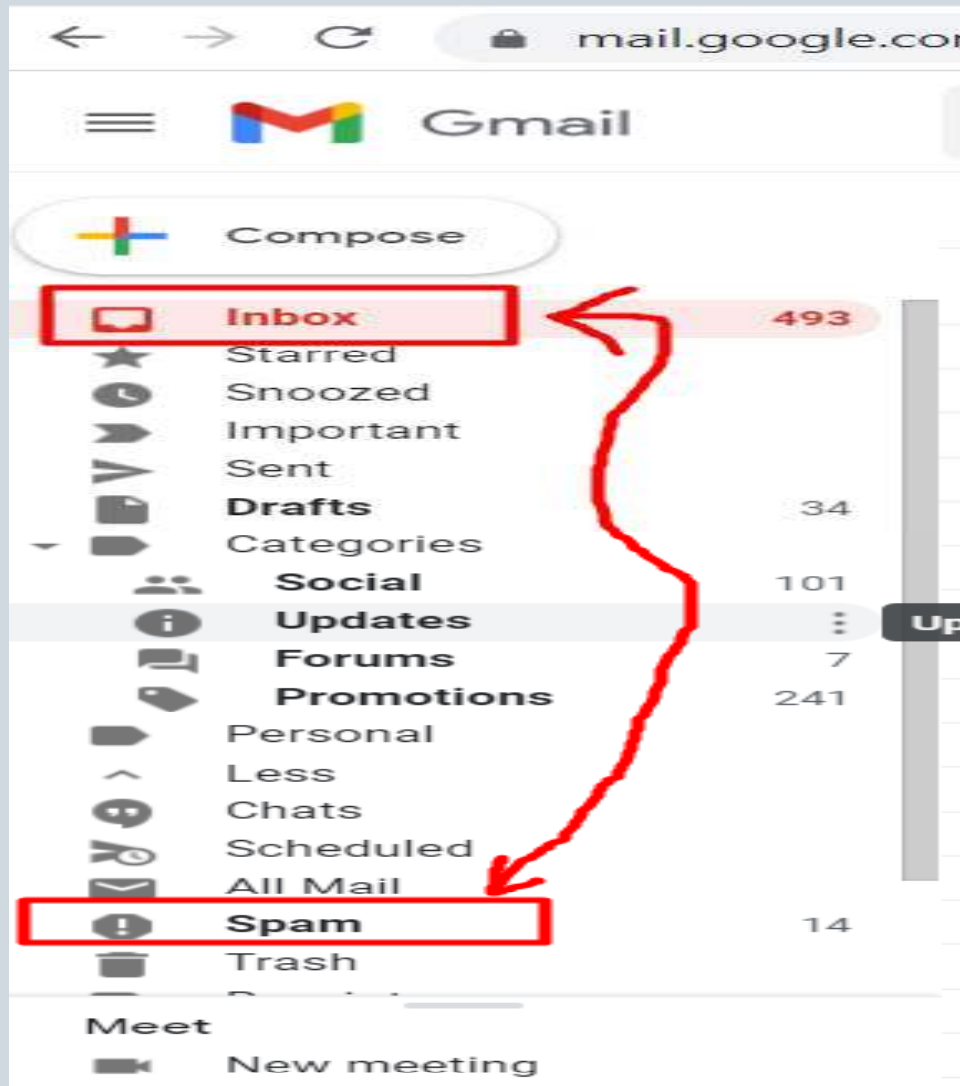 mail.google.co
Gmail
Compose
Inbox 493
Starred
Snoozed
Important
Sent
Drafts 34
Categories
Social 101
Updates
Up
Forums 7
Promotions 241
Personal
Less
Chats
Scheduled
All Mail
Spam 14
Trash
Meet
New meeting